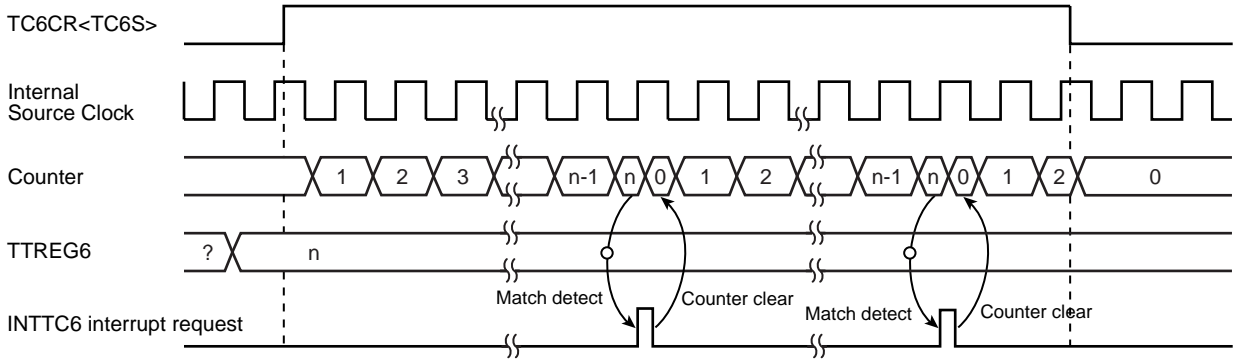 TC6CR<TC6S>
Internal
Source Clock
Counter 1 2 3 n-1 n 0 1 2 n-1 n 0 1 2 0
TTREG6 ? n
Match detect Counter clear Match detect Counter clear
INTTC6 interrupt request